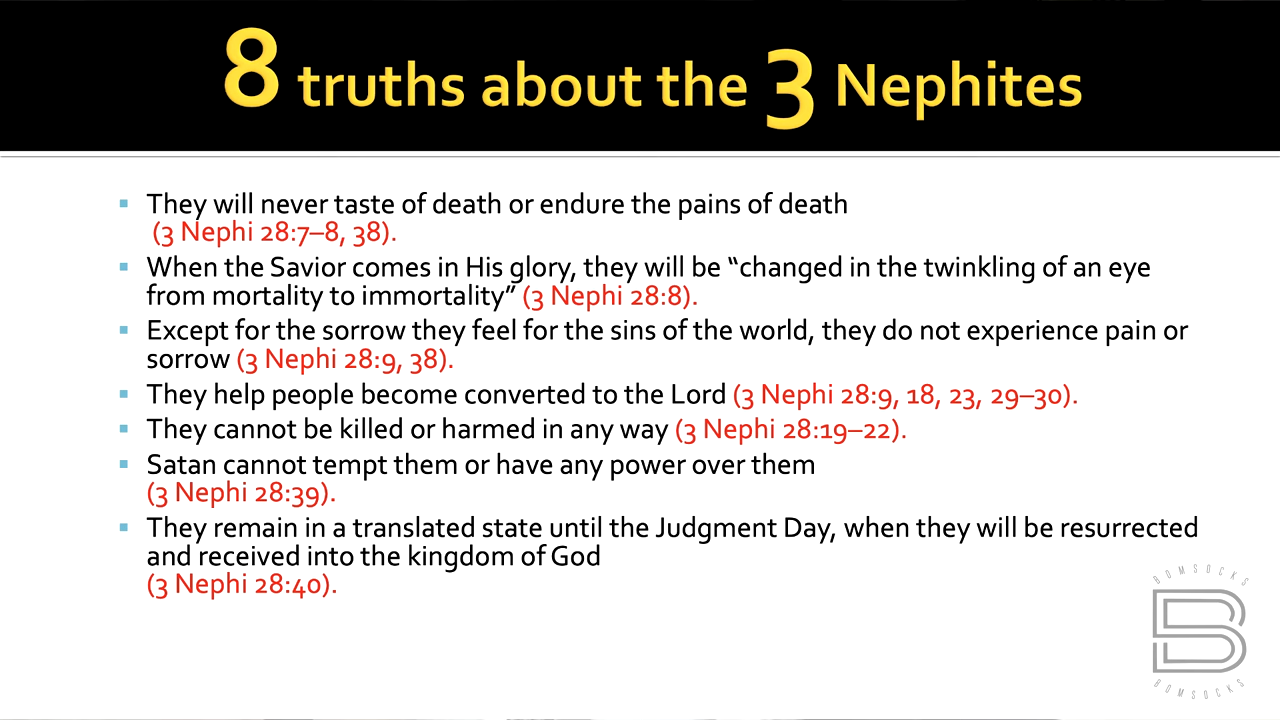 8 truths about the 3 Nephites
▪ They will never taste of death or endure the pains of death
(3 Nephi 28:7–8, 38).
▪ When the Savior comes in His glory, they will be “changed in the twinkling of an eye
from mortality to immortality” (3 Nephi 28:8).
▪ Except for the sorrow they feel for the sins of the world, they do not experience pain or
sorrow (3 Nephi 28:9, 38).
▪ They help people become converted to the Lord (3 Nephi 28:9, 18, 23, 29–30).
▪ They cannot be killed or harmed in any way (3 Nephi 28:19–22).
▪ Satan cannot tempt them or have any power over them
(3 Nephi 28:39).
▪ They remain in a translated state until the Judgment Day, when they will be resurrected
and received into the kingdom of God
(3 Nephi 28:40).
BOMSOCKS
B
BOMSOCKS